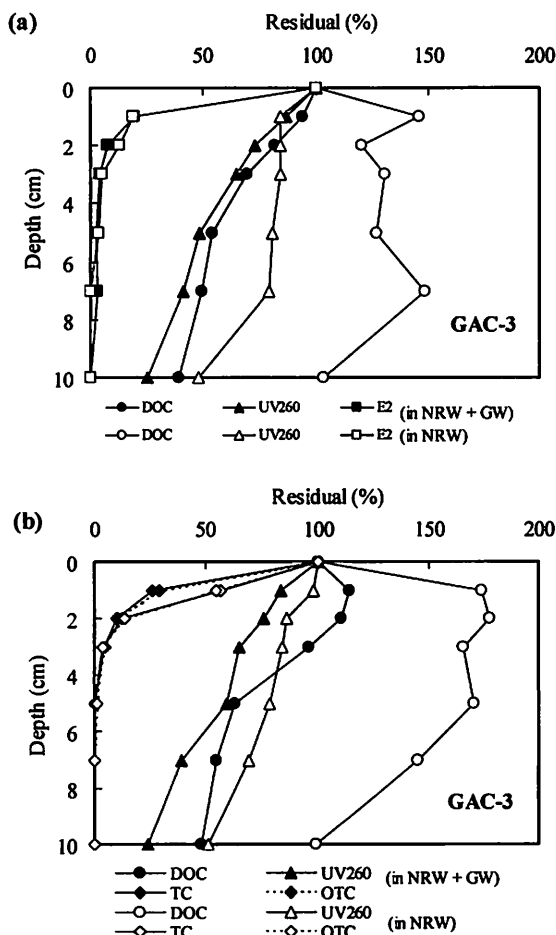 (a)
Residual (%)
0 50 100 150 200
0
2
4
6
8
10
Depth (cm)
GAC-3
DOC UV260 E2 (in NRW + GW)
DOC UV260 E2 (in NRW)
(b)
Residual (%)
0 50 100 150 200
0
2
4
6
8
10
Depth (cm)
GAC-3
DOC UV260 (in NRW + GW)
TC OTC
DOC UV260 (in NRW)
TC OTC